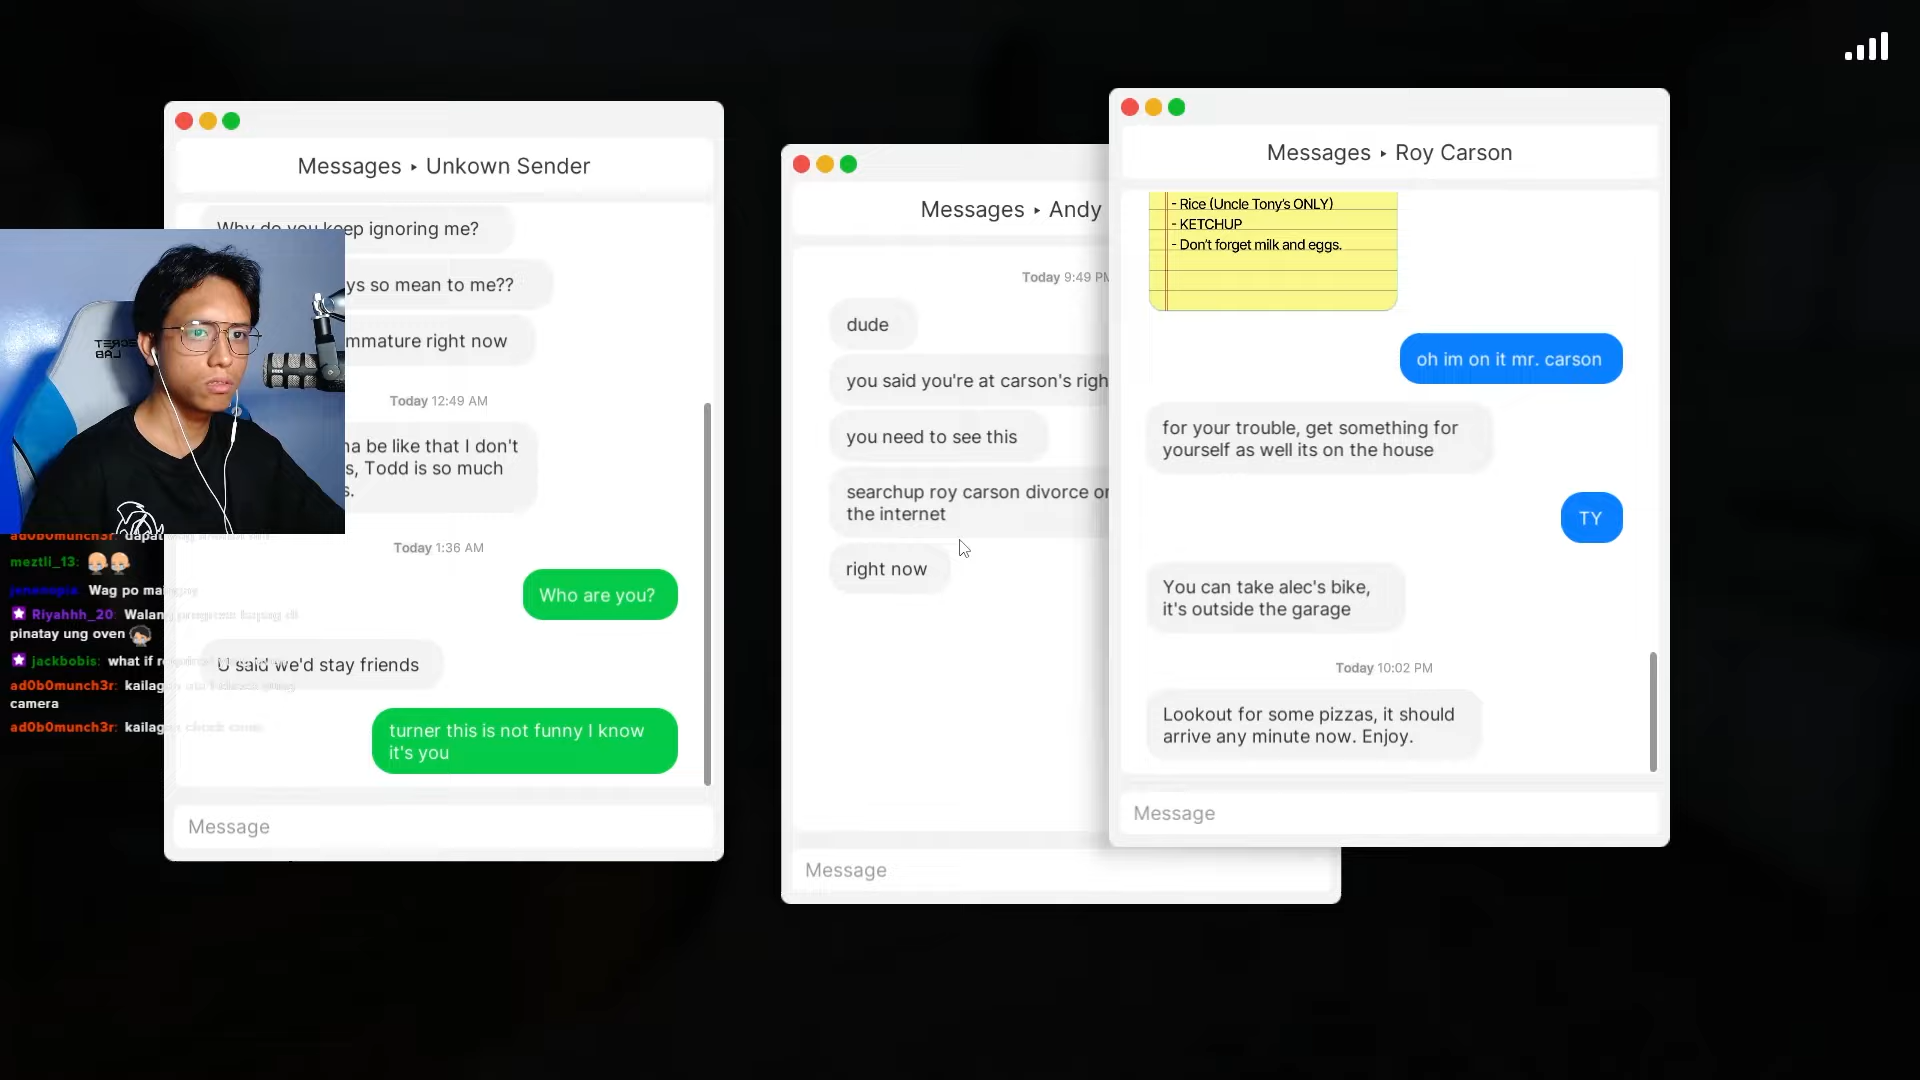 Messages ▸ Unkown Sender
Why do you keep ignoring me?
ys so mean to me??
mmature right now
Today 12:49 AM
na be like that I don't
s, Todd is so much
s.
Today 1:36 AM
Who are you?
U said we'd stay friends
turner this is not funny I know
it's you
Message
SECRET
LAB
ad0b0munch3r: dapat
meztli_13:
Wag po
Riyahhh_20: Walang
pinatay ung oven
jackbobis: what if
ad0b0munch3r:
camera
ad0b0munch3r:
Messages ▸ Andy
Today 9:49 PM
dude
you said you're at carson's righ
you need to see this
searchup roy carson divorce on
the internet
right now
Message
Messages ▸ Roy Carson
- Rice (Uncle Tony's ONLY)
- KETCHUP
- Don't forget milk and eggs.
oh im on it mr. carson
for your trouble, get something for
yourself as well its on the house
TY
You can take alec's bike,
it's outside the garage
Today 10:02 PM
Lookout for some pizzas, it should
arrive any minute now. Enjoy.
Message